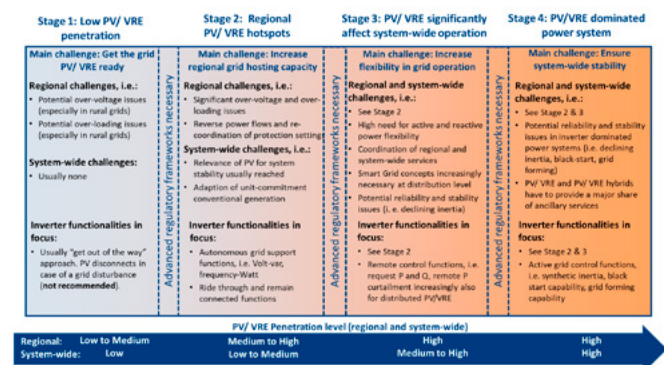 Stage 1: Low PV/ VRE
penetration
Main challenge: Get the grid
PV/ VRE ready
Regional challenges, i.e.:
• Potential over-voltage issues
(especially in rural grids)
• Potential over-loading issues
(especially in rural grids)
System-wide challenges:
• Usually none
Inverter functionalities in
focus:
• Usually "get out of the way"
approach. PV disconnects in
case of a grid disturbance
(not recommended).
Advanced regulatory frameworks necessary
Stage 2: Regional
PV/ VRE hotspots
Main challenge: Increase
regional grid hosting capacity
Regional challenges, i.e.:
• Significant over-voltage and over-
loading issues
• Reverse power flows and re-
coordination of protection setting
System-wide challenges, i.e.:
• Relevance of PV for system
stability usually reached
• Adaption of unit-commitment
conventional generation
Inverter functionalities in
focus:
• Autonomous grid support
functions, i.e. Volt-var,
frequency-Watt
• Ride through and remain
connected functions
Advanced regulatory frameworks necessary
Stage 3: PV/ VRE significantly
affect system-wide operation
Main challenge: Increase
flexibility in grid operation
Regional and system-wide
challenges, i.e.:
• See Stage 2
• High need for active and reactive
power flexibility
• Coordination of regional and
system-wide services
• Smart Grid concepts increasingly
necessary at distribution level
• Potential reliability and stability
issues (i. e. declining inertia)
Inverter functionalities in
focus:
• See Stage 2
• Remote control functions, i.e.
request P and Q, remote P
curtailment increasingly also
for distributed PV/VRE
Advanced regulatory frameworks necessary
Stage 4: PV/VRE dominated
power system
Main challenge: Ensure
system-wide stability
Regional and system-wide
challenges, i.e.:
• See Stage 2 & 3
• Potential reliability and stability
issues in inverter dominated
power systems (i.e. declining
inertia, black-start, grid
forming)
• PV/ VRE and PV/ VRE hybrids
have to provide a major share of
ancillary services
Inverter functionalities in
focus:
• See Stage 2 & 3
• Active grid control functions,
i.e. synthetic inertia, black
start capability, grid forming
capability
PV/ VRE Penetration level (regional and system-wide)
Regional: Low to Medium Medium to High High High
System-wide: Low Low to Medium Medium to High High